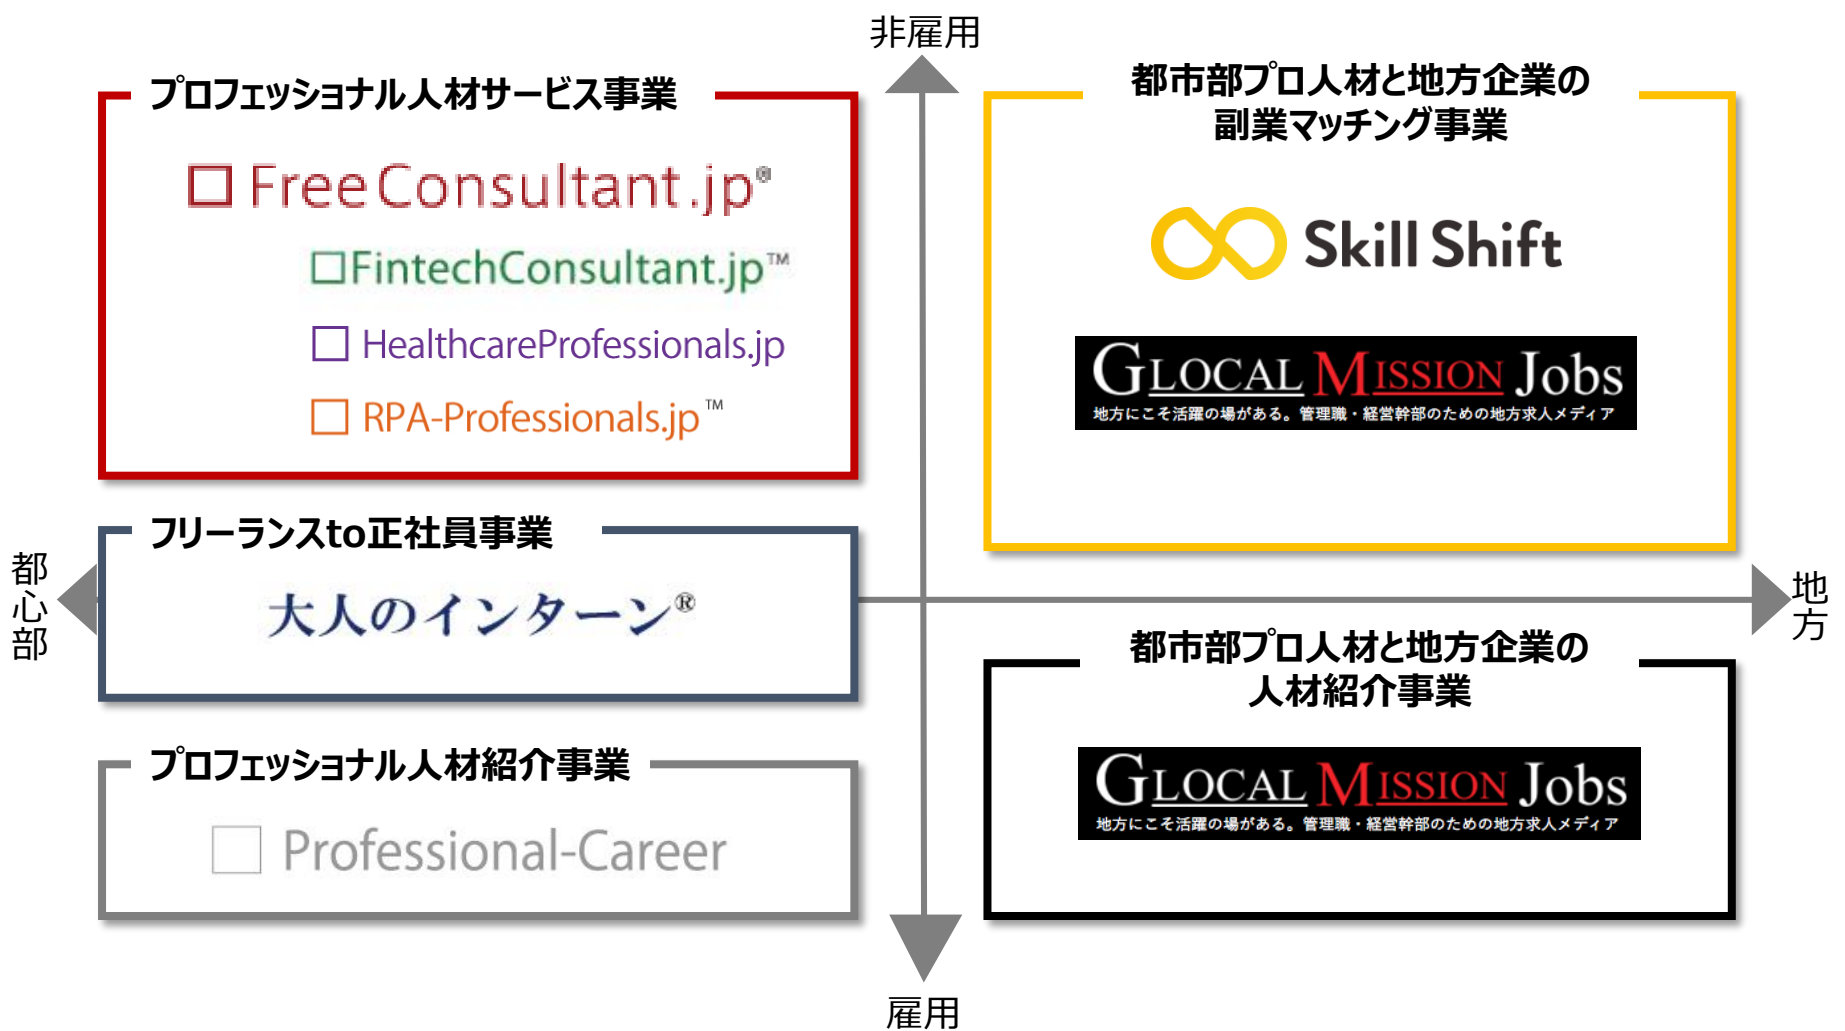 非雇用
プロフェッショナル人材サービス事業
FreeConsultant.jp®
FintechConsultant.jp™
HealthcareProfessionals.jp
RPA-Professionals.jp™
都市部プロ人材と地方企業の
副業マッチング事業
Skill Shift
GLOCAL MISSION Jobs
地方にこそ活躍の場がある。管理職・経営幹部のための地方求人メディア
都心部
フリーランスto正社員事業
大人のインターン®
地方
プロフェッショナル人材紹介事業
Professional-Career
都市部プロ人材と地方企業の
人材紹介事業
GLOCAL MISSION Jobs
地方にこそ活躍の場がある。管理職・経営幹部のための地方求人メディア
雇用